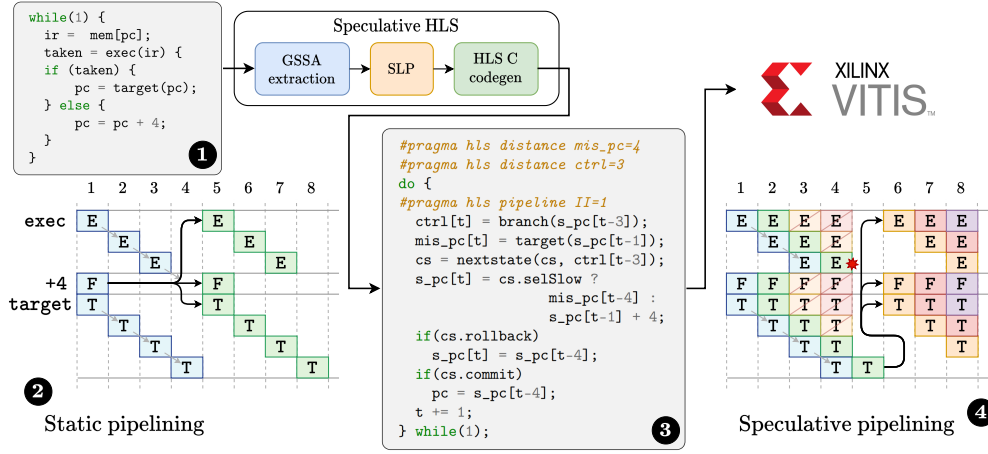 while(1) {
ir = mem[pc];
taken = exec(ir) {
if (taken) {
pc = target(pc);
} else {
pc = pc + 4;
}
}
1
Speculative HLS
GSSA
extraction
SLP
HLS C
codegen
XILINX
VITIS™
#pragma hls distance mis_pc=4
#pragma hls distance ctrl=3
do {
#pragma hls pipeline II=1
ctrl[t] = branch(s_pc[t-3]);
mis_pc[t] = target(s_pc[t-1]);
cs = nextstate(cs, ctrl[t-3]);
s_pc[t] = cs.selSlow ?
mis_pc[t-4] :
s_pc[t-1] + 4;
if(cs.rollback)
s_pc[t] = s_pc[t-4];
if(cs.commit)
pc = s_pc[t-4];
t += 1;
} while(1);
3
1 2 3 4 5 6 7 8
exec E E
E E
E E
+4 F F
target T T
T T
T T
T T
2
Static pipelining
1 2 3 4 5 6 7 8
E E E E E E E
E E E E E
E E E
F F F F F F F
T T T T T T T
T T T T T
T T T
T T
4
Speculative pipelining